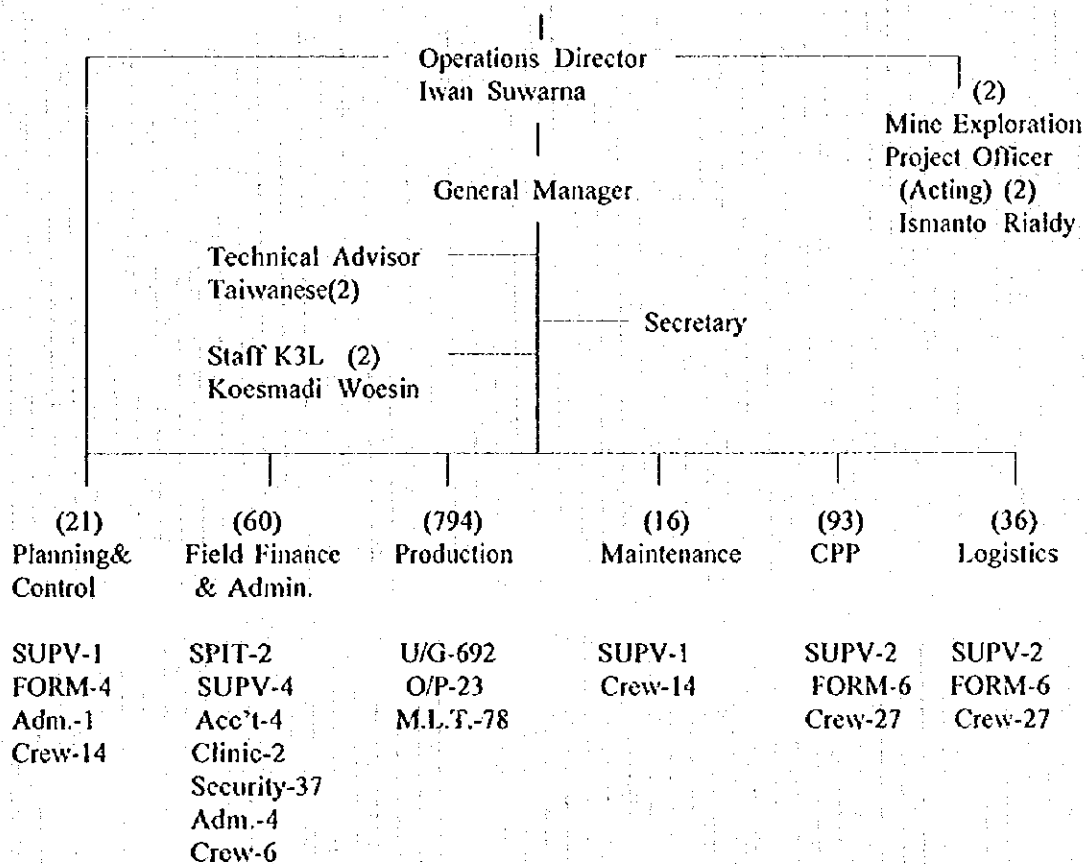 Operations Director
Iwan Suwarna
(2)
Mine Exploration
Project Officer
(Acting) (2)
Ismanto Rialdy
General Manager
Technical Advisor
Taiwanese(2)
Secretary
Staff K3L (2)
Koesmadi Woesin
(21)
Planning&
Control
SUPV-1
FORM-4
Adm.-1
Crew-14
(60)
Field Finance
& Admin.
SPIT-2
SUPV-4
Acc't-4
Clinic-2
Security-37
Adm.-4
Crew-6
(794)
Production
U/G-692
O/P-23
M.L.T.-78
(16)
Maintenance
SUPV-1
Crew-14
(93)
CPP
SUPV-2
FORM-6
Crew-27
(36)
Logistics
SUPV-2
FORM-6
Crew-27